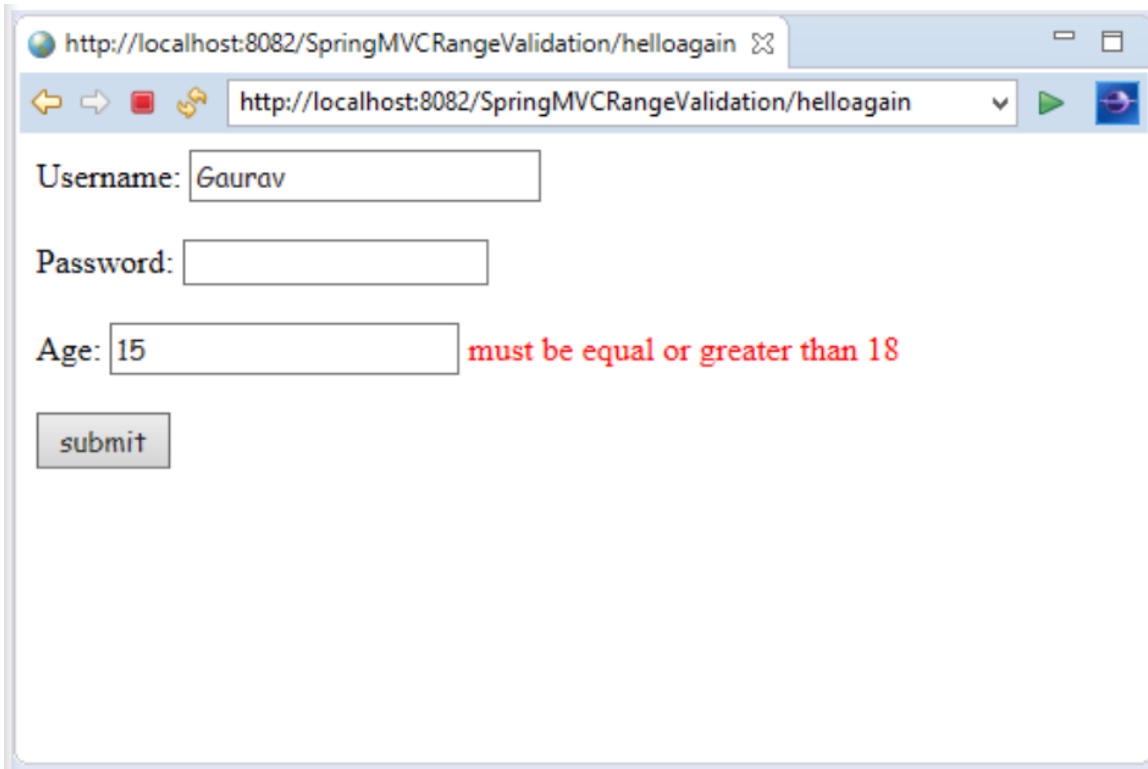 http://localhost:8082/SpringMVCRangeValidation/helloagain
http://localhost:8082/SpringMVCRangeValidation/helloagain
Username: Gaurav
Password:
Age: 15 must be equal or greater than 18
submit